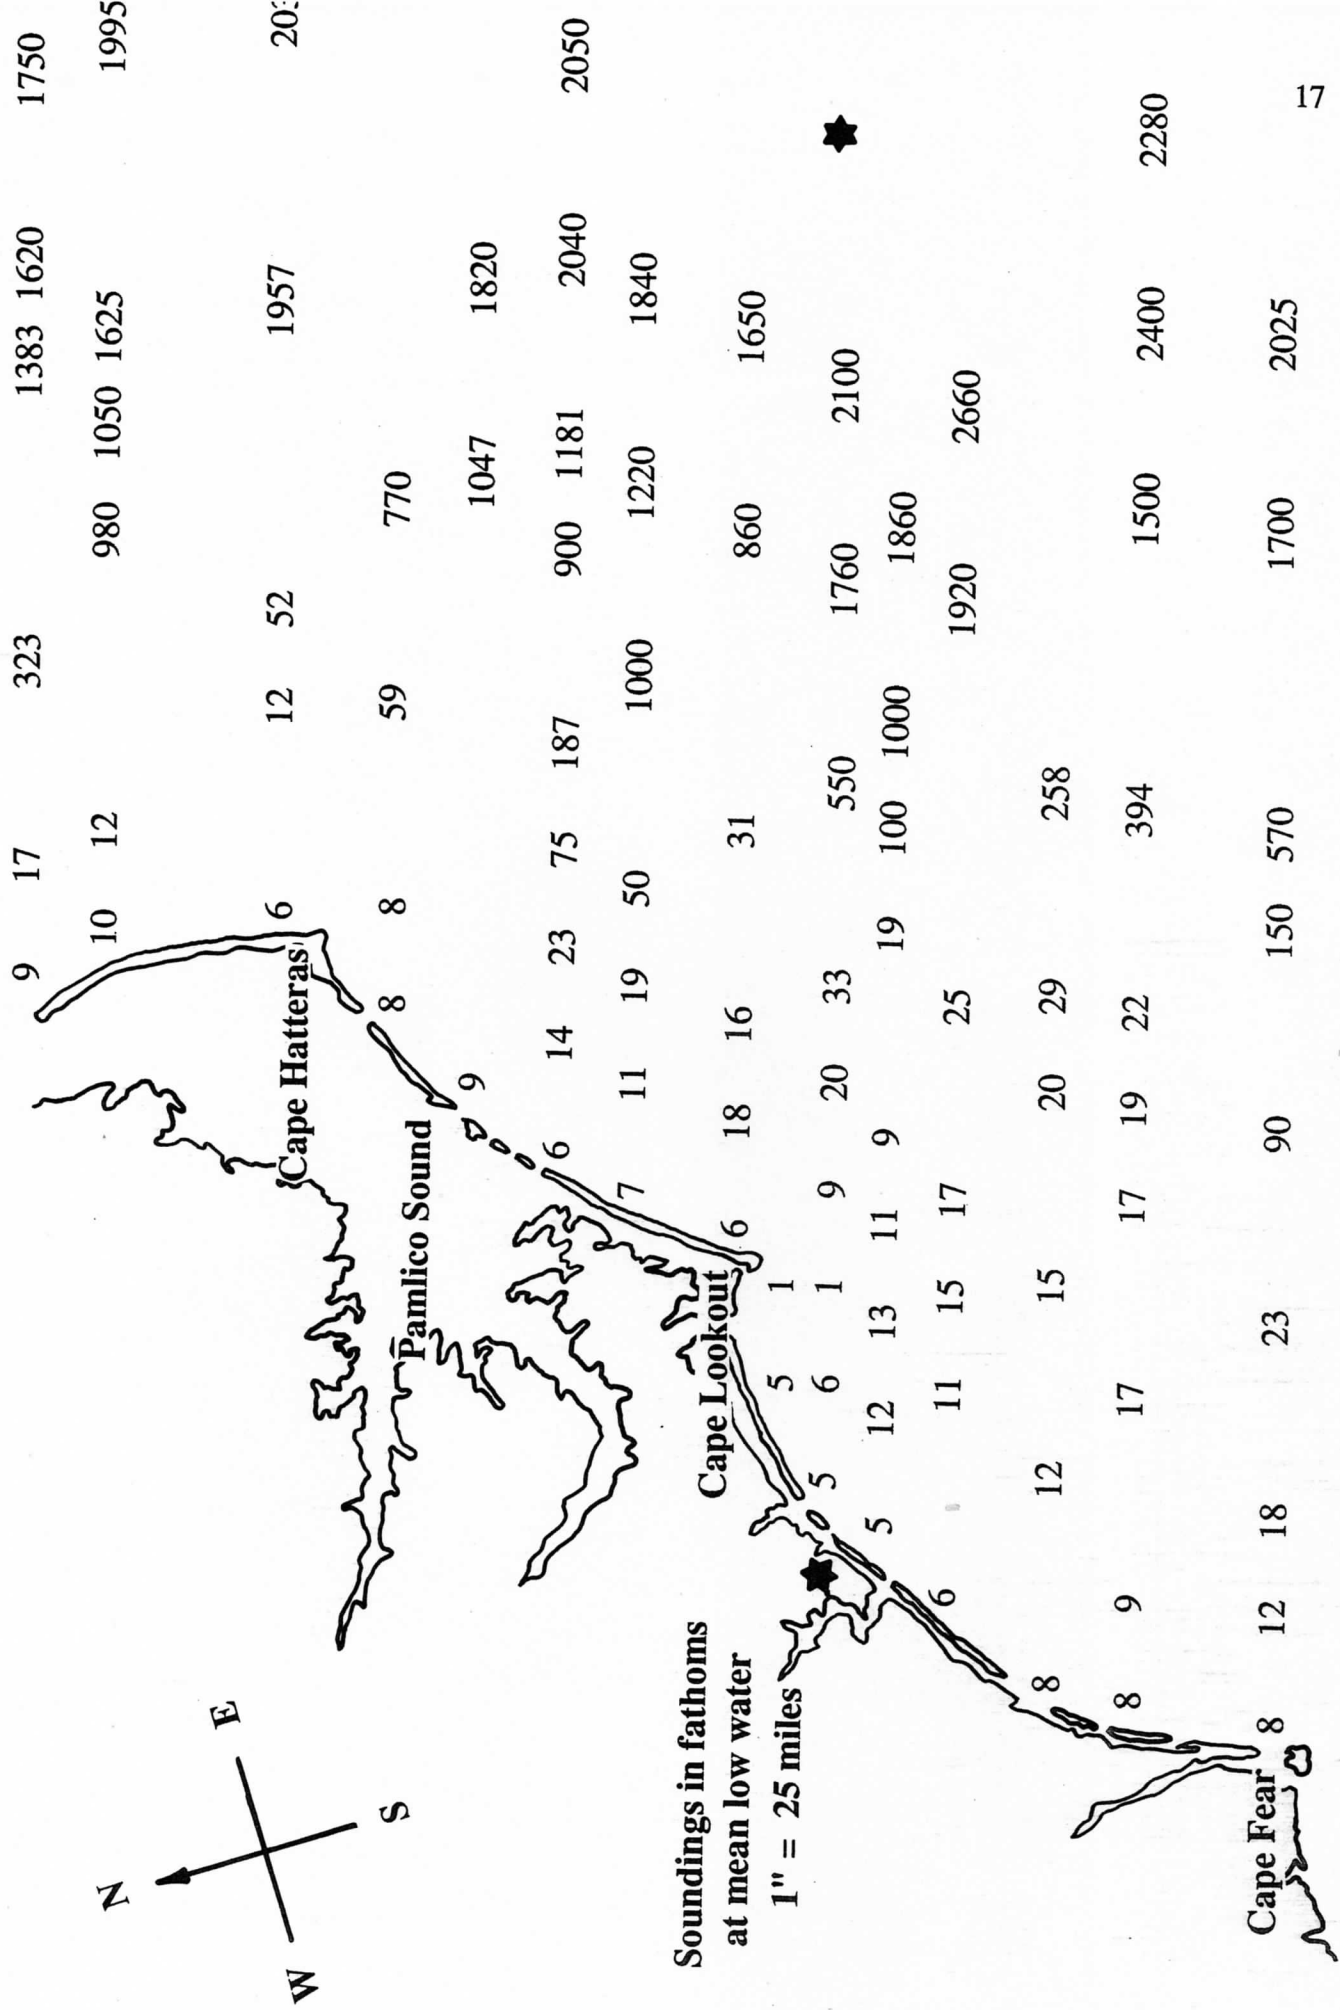 N
E
W
S
Soundings in fathoms
at mean low water
1" = 25 miles
Cape Hatteras
Pamlico Sound
Cape Lookout
Cape Fear
9 17 323 1383 1620 1750
10 12 980 1050 1625 1995
6 12 52 1957
8 8 59 770
9 1047 1820
6 14 23 75 187 900 1181 2040 2050
7 11 19 50 1000 1220 1840
6 18 16 31 860 1650
1
5
5 6 1 9 20 33 550 1760 2100
5 12 13 11 9 19 100 1000 1860
6 11 15 17 25 1920 2660
8 12 15 20 29 258
8 9 17 17 19 22 394 1500 2400 2280
8 12 18 23 90 150 570 1700 2025
17